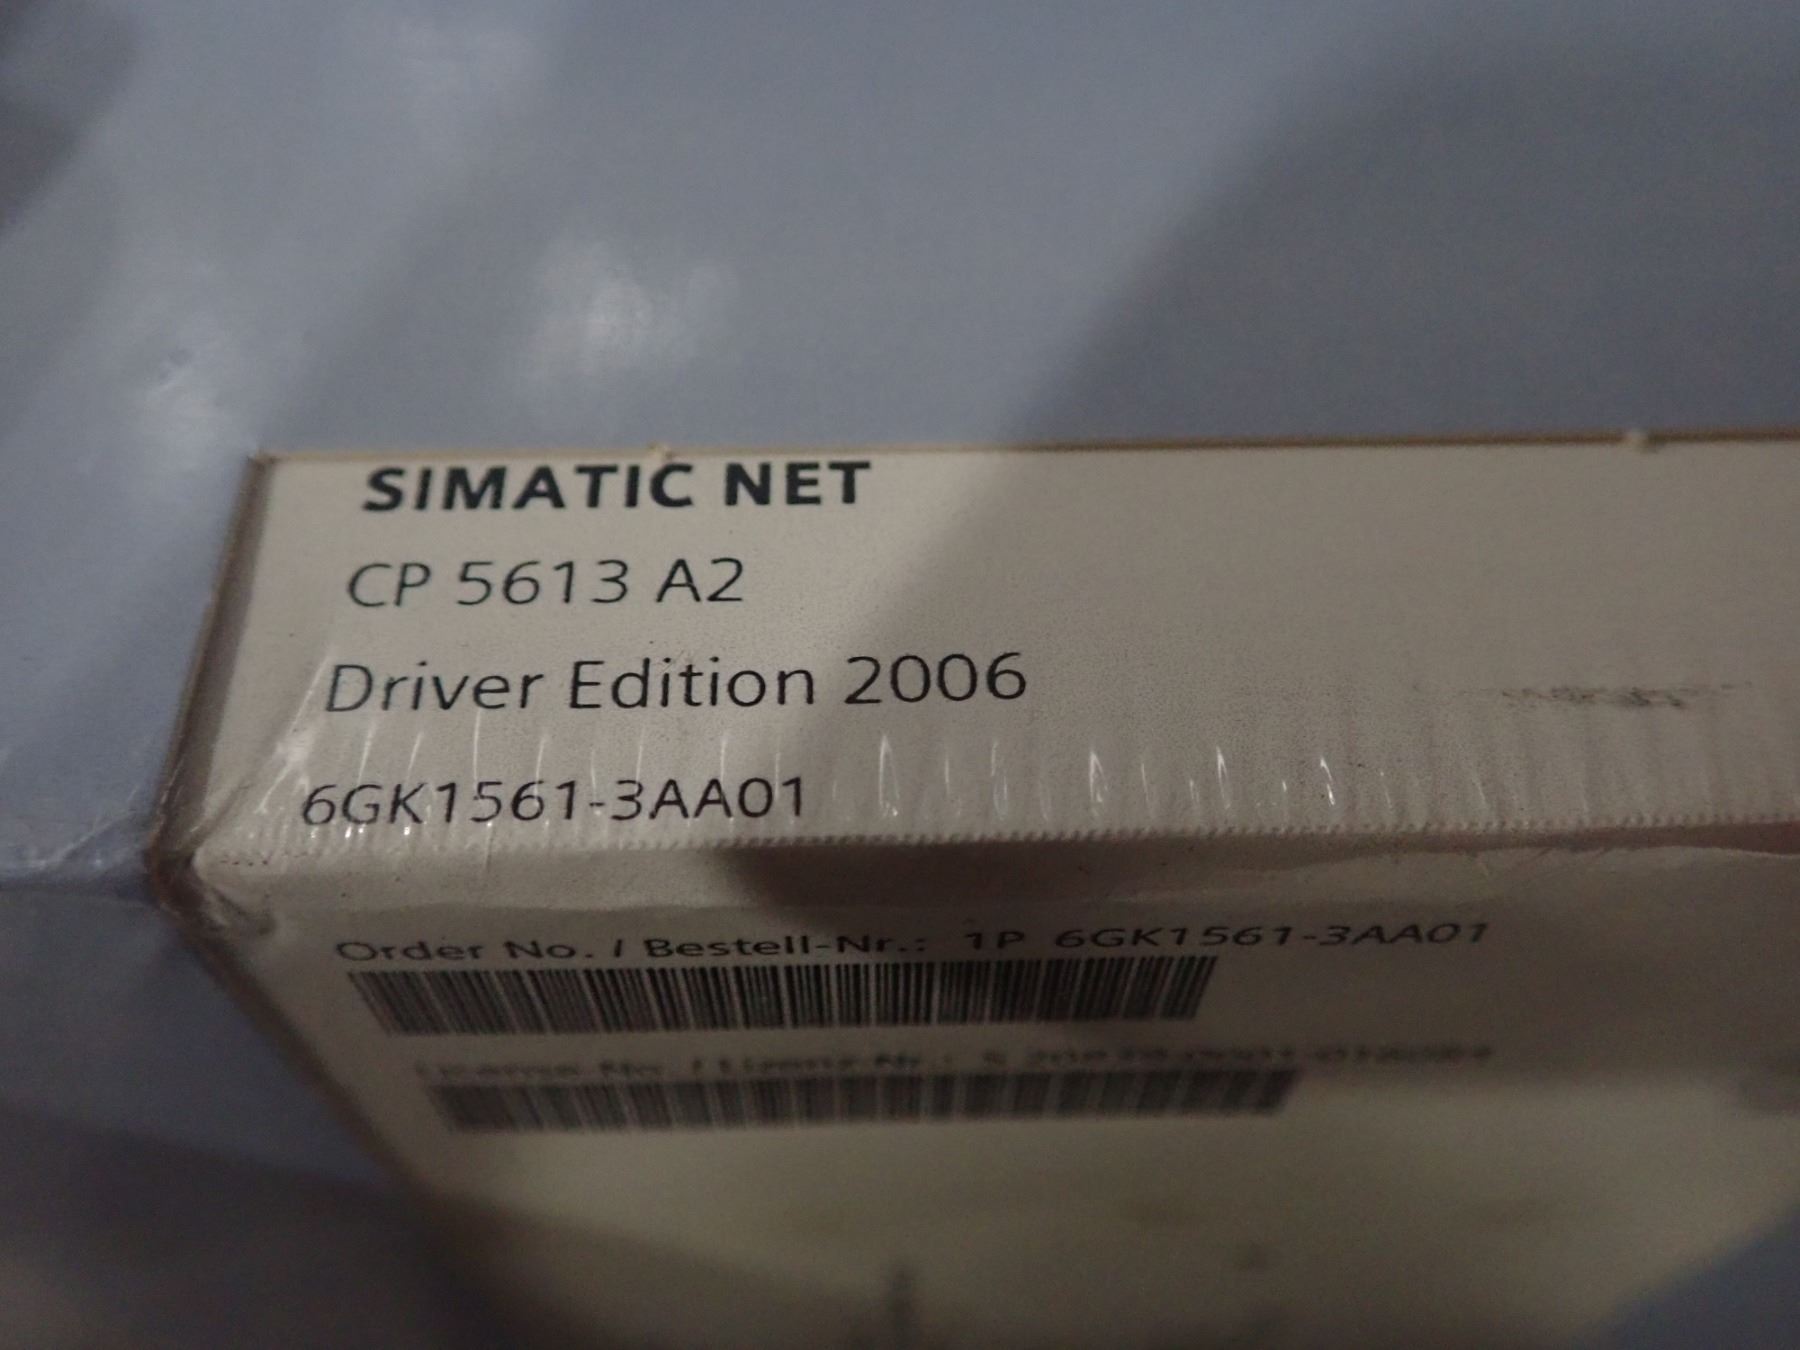 SIMATIC NET
CP 5613 A2
Driver Edition 2006
6GK1561-3AA01
Order No. / Bestell-Nr.: 1P 6GK1561-3AA01